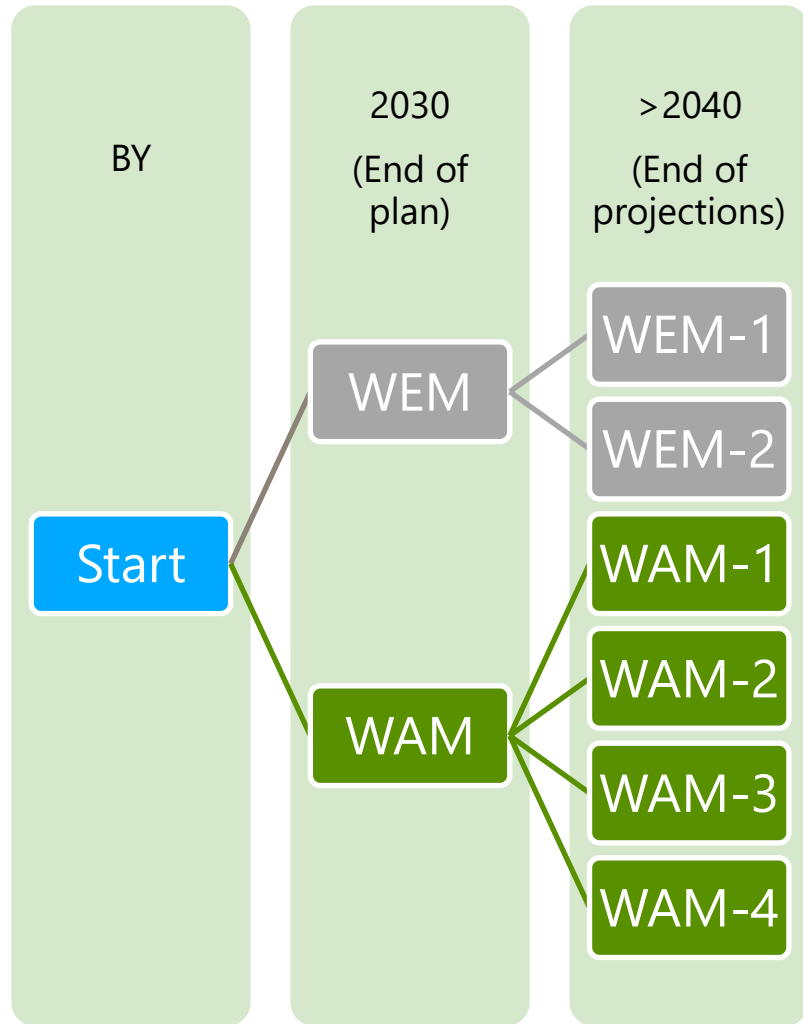 BY
2030
(End of
plan)
>2040
(End of
projections)
Start
WEM
WAM
WEM-1
WEM-2
WAM-1
WAM-2
WAM-3
WAM-4